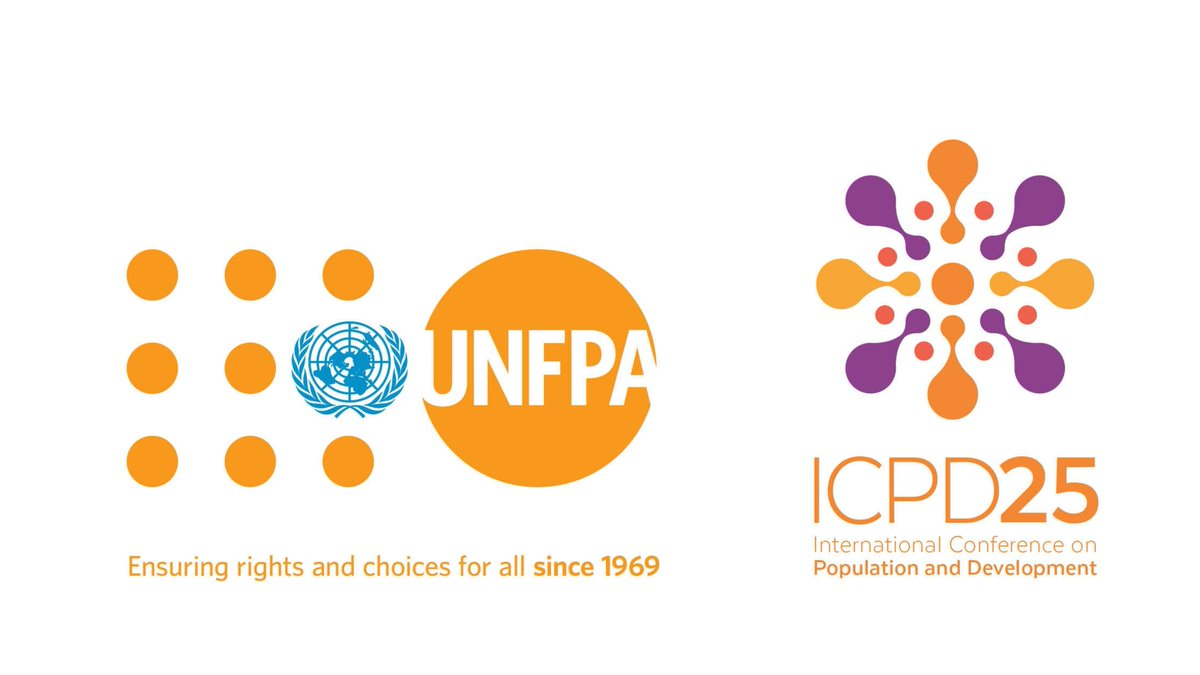 UNFPA
Ensuring rights and choices for all since 1969
ICPD25
International Conference on
Population and Development